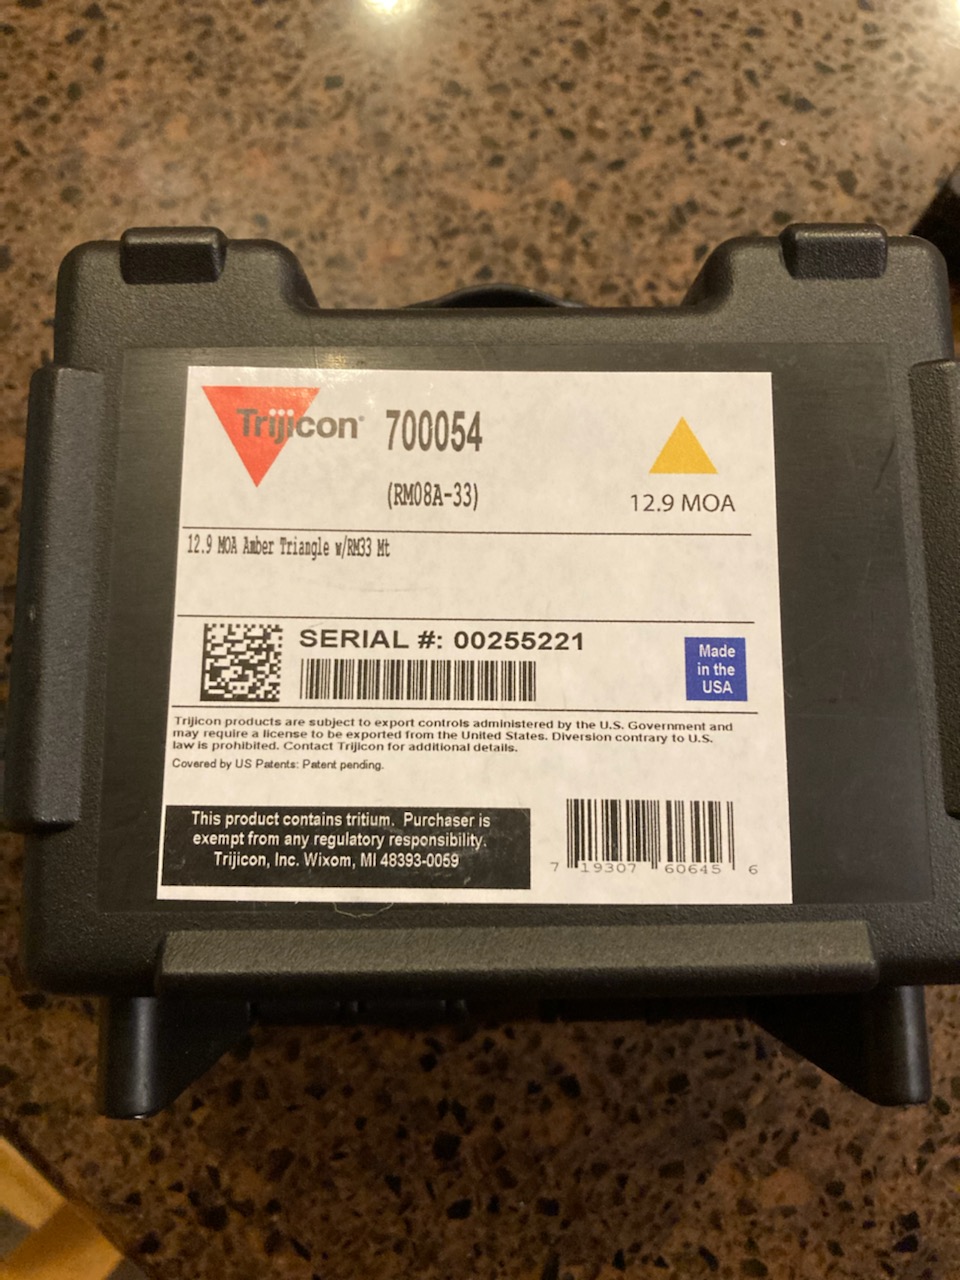 Trijicon® 700054
(RM08A-33)
12.9 MOA
12.9 MOA Amber Triangle w/RM33 Mt
SERIAL #: 00255221
Made
in the
USA
Trijicon products are subject to export controls administered by the U.S. Government and
may require a license to be exported from the United States. Diversion contrary to U.S.
law is prohibited. Contact Trijicon for additional details.
Covered by US Patents: Patent pending.
This product contains tritium. Purchaser is
exempt from any regulatory responsibility.
Trijicon, Inc. Wixom, MI 48393-0059
7 19307 60645 6